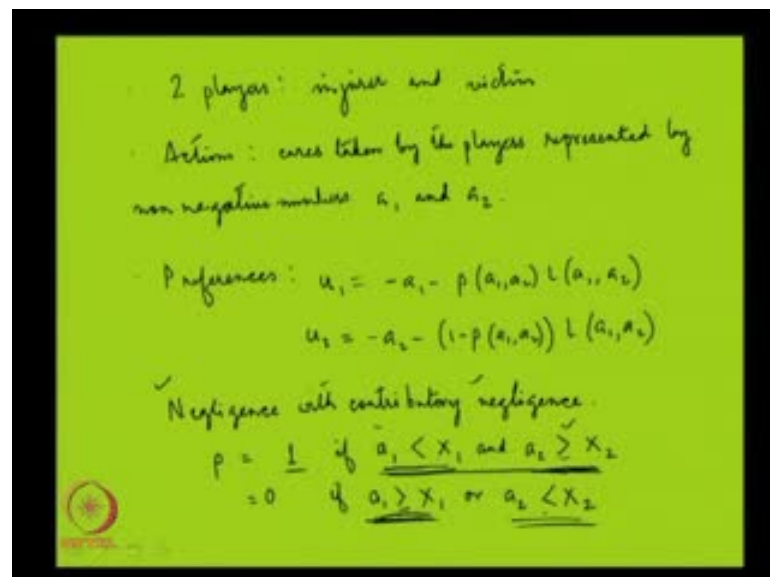 2 players: injurer and victim
Actions: cares taken by the players represented by
non negative numbers a₁ and a₂.
Preferences: u₁ = -a₁ - ρ(a₁,a₂) L(a₁,a₂)
u₂ = -a₂ - (1-ρ(a₁,a₂)) L(a₁,a₂)
Negligence with contributory negligence.
ρ = 1 if a₁ < X₁ and a₂ ≥ X₂
= 0 if a₁ ≥ X₁ or a₂ < X₂